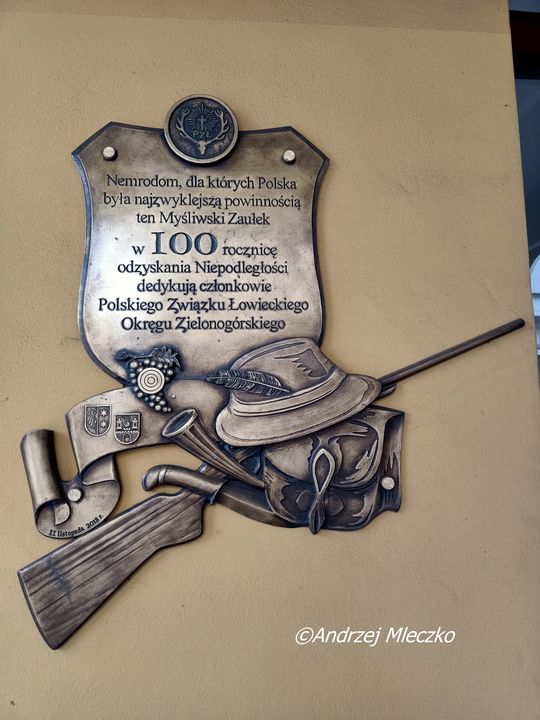 PZŁ
Nemrodom, dla których Polska
była najzwyklejszą powinnością
ten Myśliwski Zaułek
w 100 rocznicę
odzyskania Niepodległości
dedykują członkowie
Polskiego Związku Łowieckiego
Okręgu Zielonogórskiego
11 listopada 2018 r.
©Andrzej Mleczko